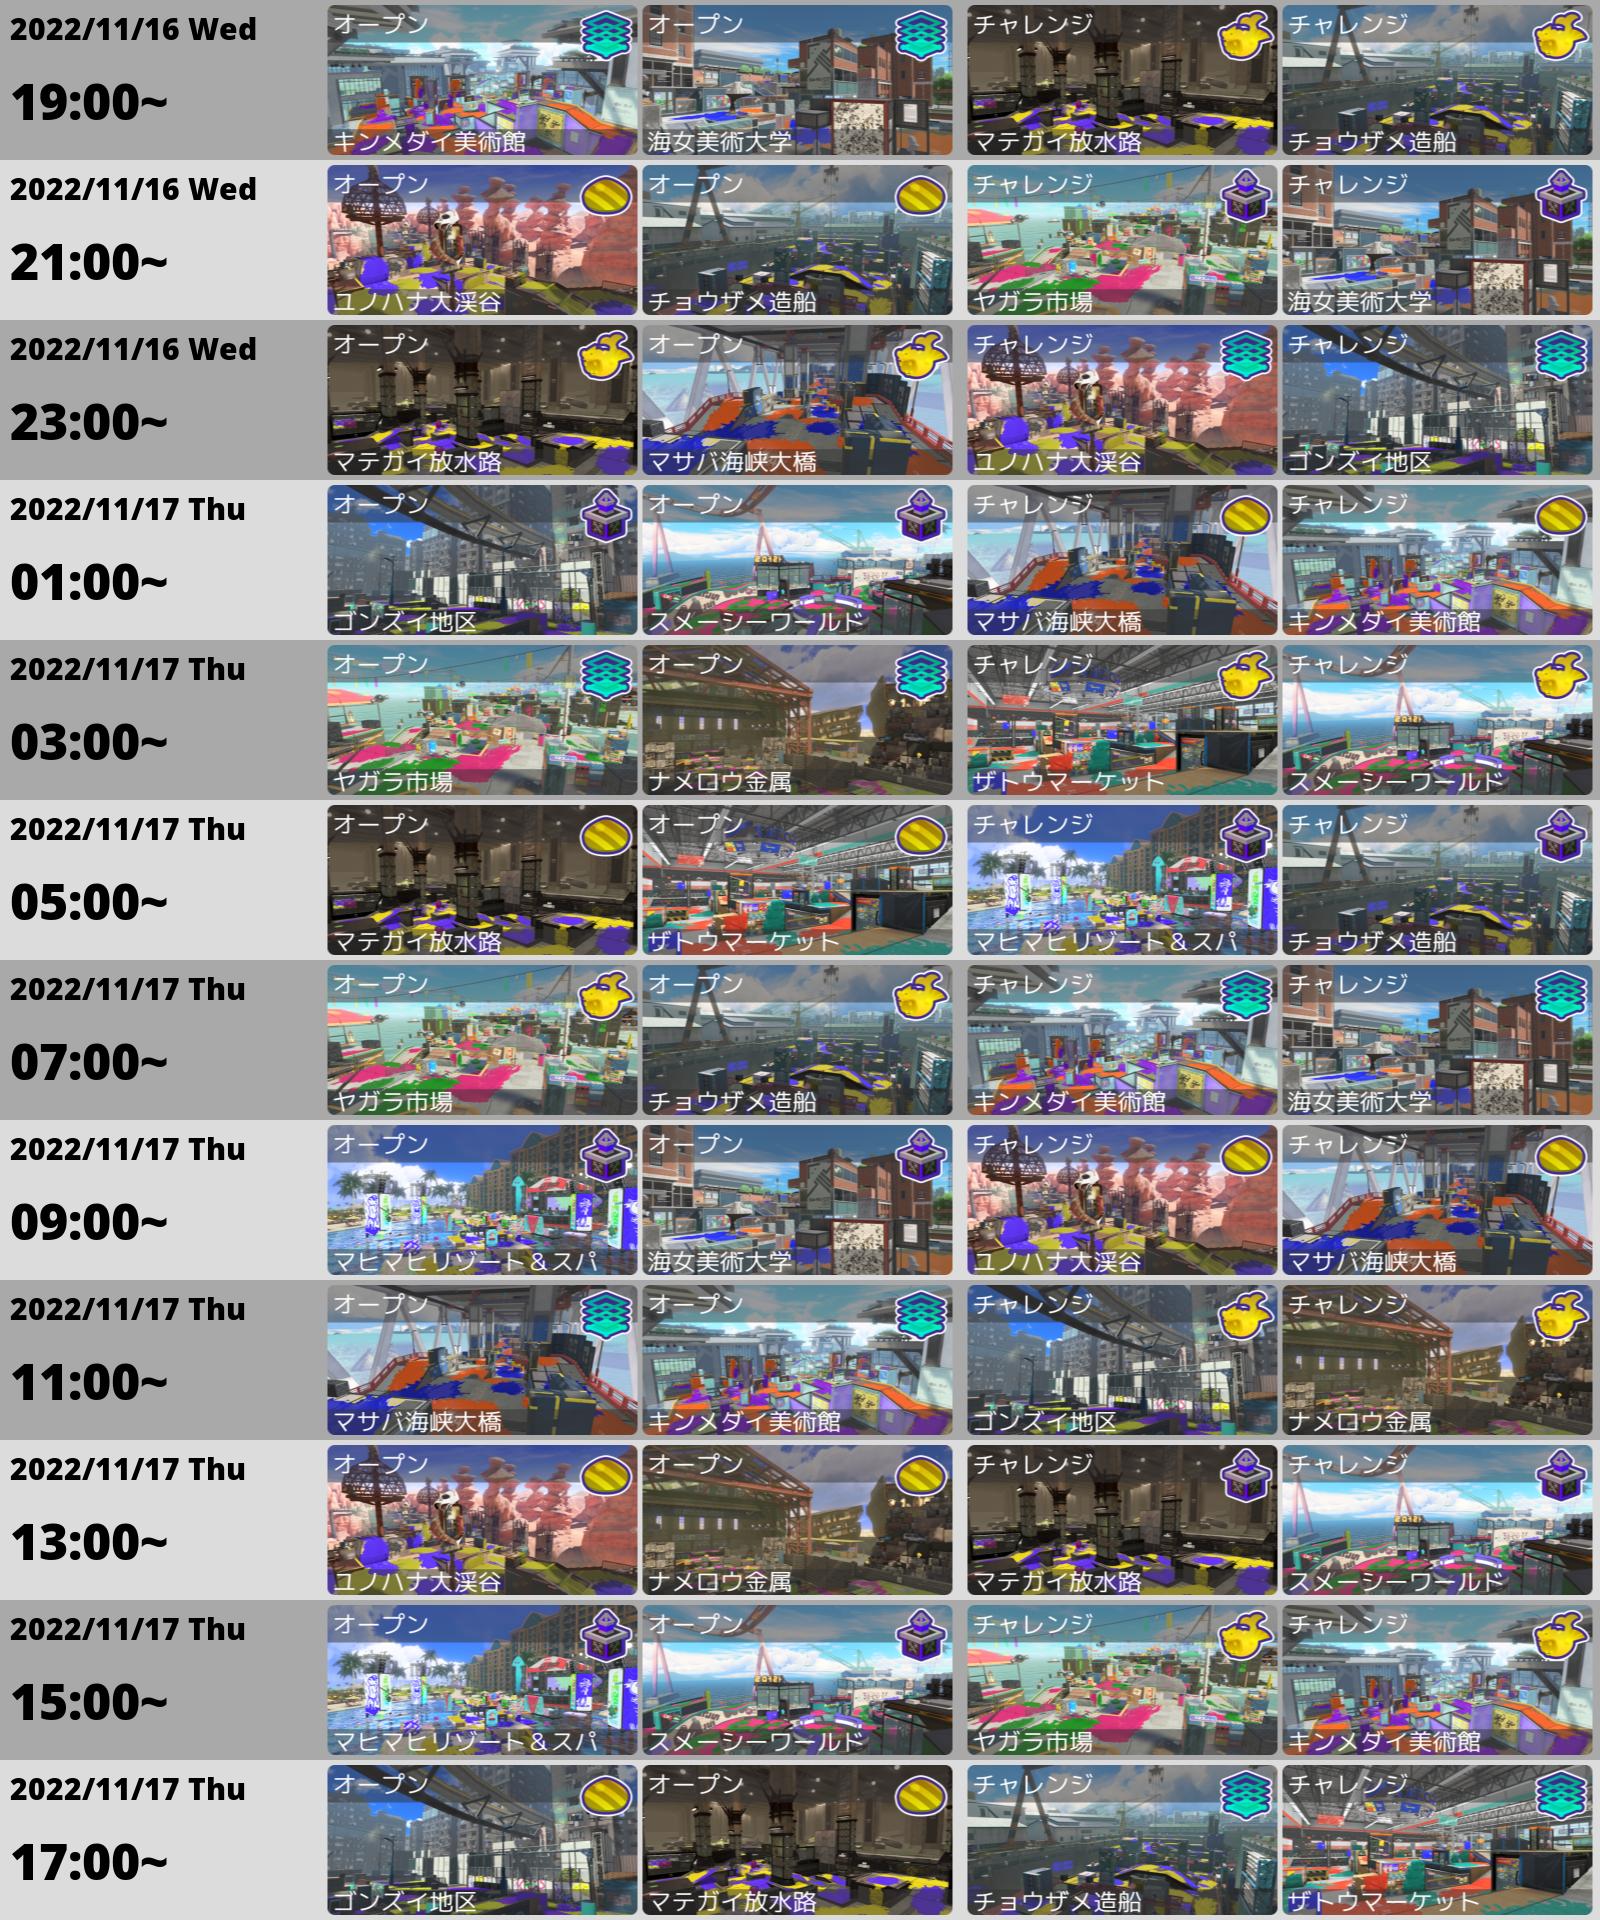 2022/11/16 Wed
19:00~
オープン オープン チャレンジ チャレンジ
キンメダイ美術館 海女美術大学 マテガイ放水路 チョウザメ造船
2022/11/16 Wed
21:00~
オープン オープン チャレンジ チャレンジ
ユノハナ大渓谷 チョウザメ造船 ヤガラ市場 海女美術大学
2022/11/16 Wed
23:00~
オープン オープン チャレンジ チャレンジ
マテガイ放水路 マサバ海峡大橋 ユノハナ大渓谷 ゴンズイ地区
2022/11/17 Thu
01:00~
オープン オープン チャレンジ チャレンジ
ゴンズイ地区 スメーシーワールド マサバ海峡大橋 キンメダイ美術館
2022/11/17 Thu
03:00~
オープン オープン チャレンジ チャレンジ
ヤガラ市場 ナメロウ金属 ザトウマーケット スメーシーワールド
2022/11/17 Thu
05:00~
オープン オープン チャレンジ チャレンジ
マテガイ放水路 ザトウマーケット マヒマヒリゾート&スパ チョウザメ造船
2022/11/17 Thu
07:00~
オープン オープン チャレンジ チャレンジ
ヤガラ市場 チョウザメ造船 キンメダイ美術館 海女美術大学
2022/11/17 Thu
09:00~
オープン オープン チャレンジ チャレンジ
マヒマヒリゾート&スパ 海女美術大学 ユノハナ大渓谷 マサバ海峡大橋
2022/11/17 Thu
11:00~
オープン オープン チャレンジ チャレンジ
マサバ海峡大橋 キンメダイ美術館 ゴンズイ地区 ナメロウ金属
2022/11/17 Thu
13:00~
オープン オープン チャレンジ チャレンジ
ユノハナ大渓谷 ナメロウ金属 マテガイ放水路 スメーシーワールド
2022/11/17 Thu
15:00~
オープン オープン チャレンジ チャレンジ
マヒマヒリゾート&スパ スメーシーワールド ヤガラ市場 キンメダイ美術館
2022/11/17 Thu
17:00~
オープン オープン チャレンジ チャレンジ
ゴンズイ地区 マテガイ放水路 チョウザメ造船 ザトウマーケット